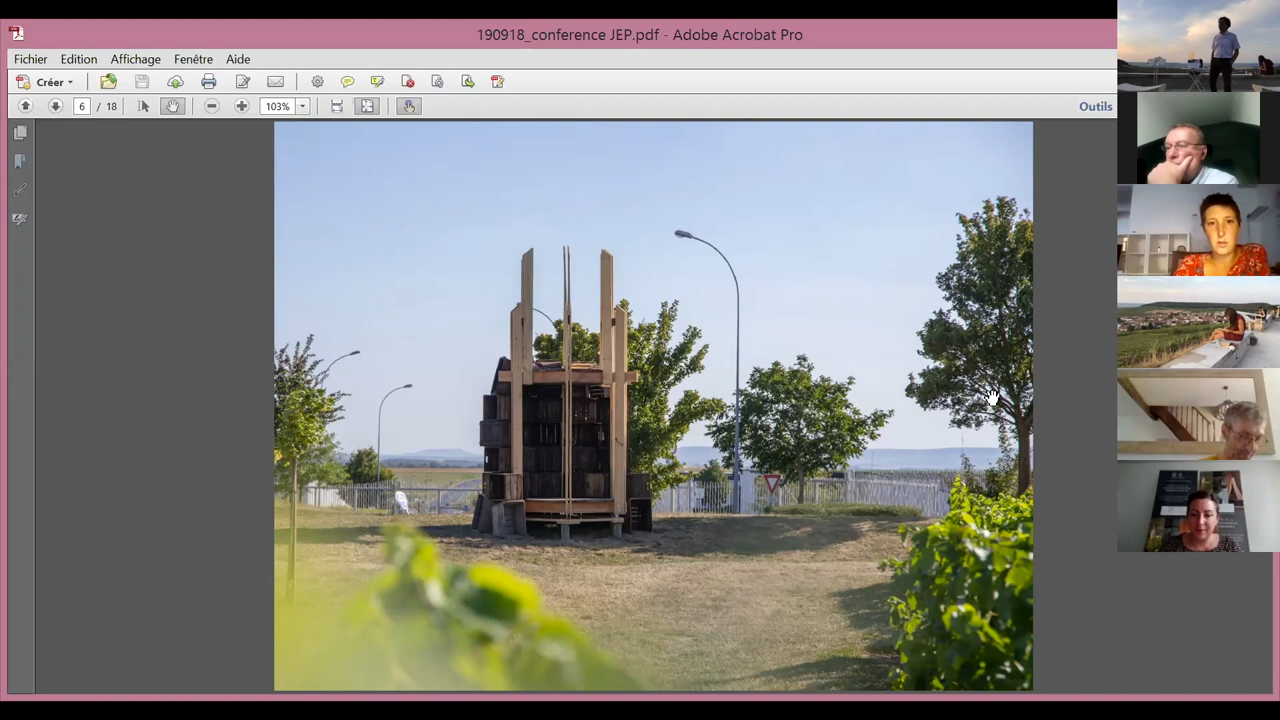 190918_conference JEP.pdf - Adobe Acrobat Pro
Fichier Edition Affichage Fenêtre Aide
Créer
6 / 18 103% Outils